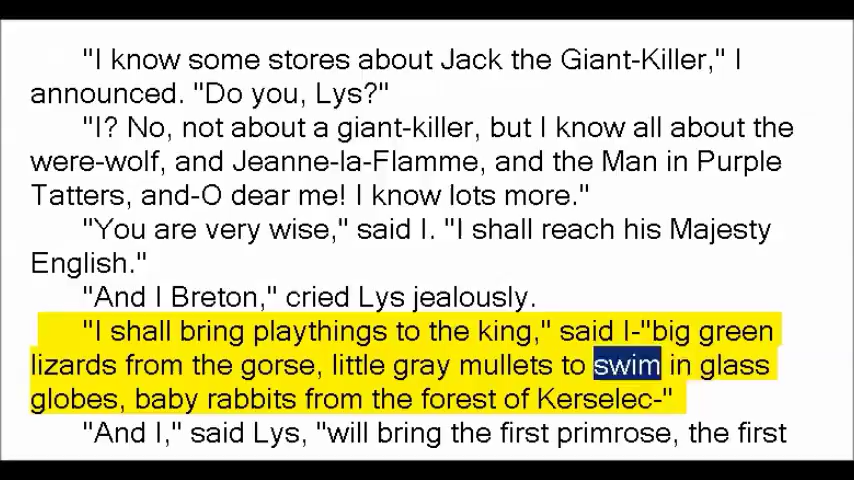 "I know some stores about Jack the Giant-Killer," I
announced. "Do you, Lys?"
"I? No, not about a giant-killer, but I know all about the
were-wolf, and Jeanne-la-Flamme, and the Man in Purple
Tatters, and-O dear me! I know lots more."
"You are very wise," said I. "I shall reach his Majesty
English."
"And I Breton," cried Lys jealously.
"I shall bring playthings to the king," said I-"big green
lizards from the gorse, little gray mullets to swim in glass
globes, baby rabbits from the forest of Kerselec-"
"And I," said Lys, "will bring the first primrose, the first